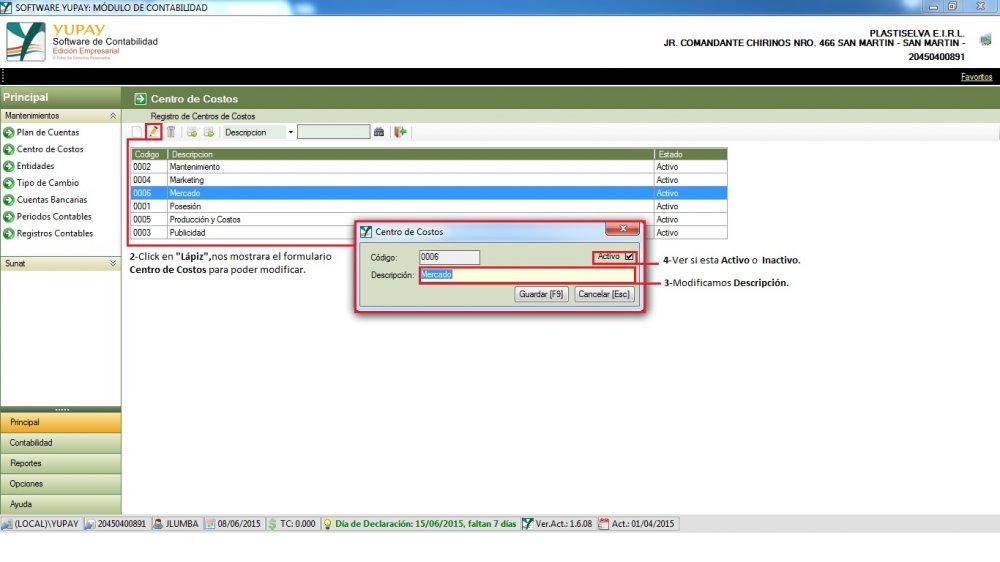 SOFTWARE YUPAY: MÓDULO DE CONTABILIDAD
YUPAY
Software de Contabilidad
Edición Empresarial
© Todos los Derechos Reservados
PLASTISELVA E.I.R.L.
JR. COMANDANTE CHIRINOS NRO. 466 SAN MARTIN - SAN MARTIN -
20450400891
Favoritos
Principal
Mantenimientos
Plan de Cuentas
Centro de Costos
Entidades
Tipo de Cambio
Cuentas Bancarias
Periodos Contables
Registros Contables
Sunat
Principal
Contabilidad
Reportes
Opciones
Ayuda
Centro de Costos
Registro de Centros de Costos
Descripcion
Codigo Descripcion Estado
0002 Mantenimiento Activo
0004 Marketing Activo
0006 Mercado Activo
0001 Posesión Activo
0005 Producción y Costos Activo
0003 Publicidad Activo
2-Click en "Lápiz",nos mostrara el formulario
Centro de Costos para poder modificar.
Centro de Costos
Código: 0006 Activo
Descripción: Mercado
Guardar [F9] Cancelar [Esc]
4-Ver si esta Activo o Inactivo.
3-Modificamos Descripción.
(LOCAL)\YUPAY 20450400891 JLUMBA 08/06/2015 TC: 0.000 Día de Declaración: 15/06/2015, faltan 7 días Ver.Act.: 1.6.08 Act.: 01/04/2015